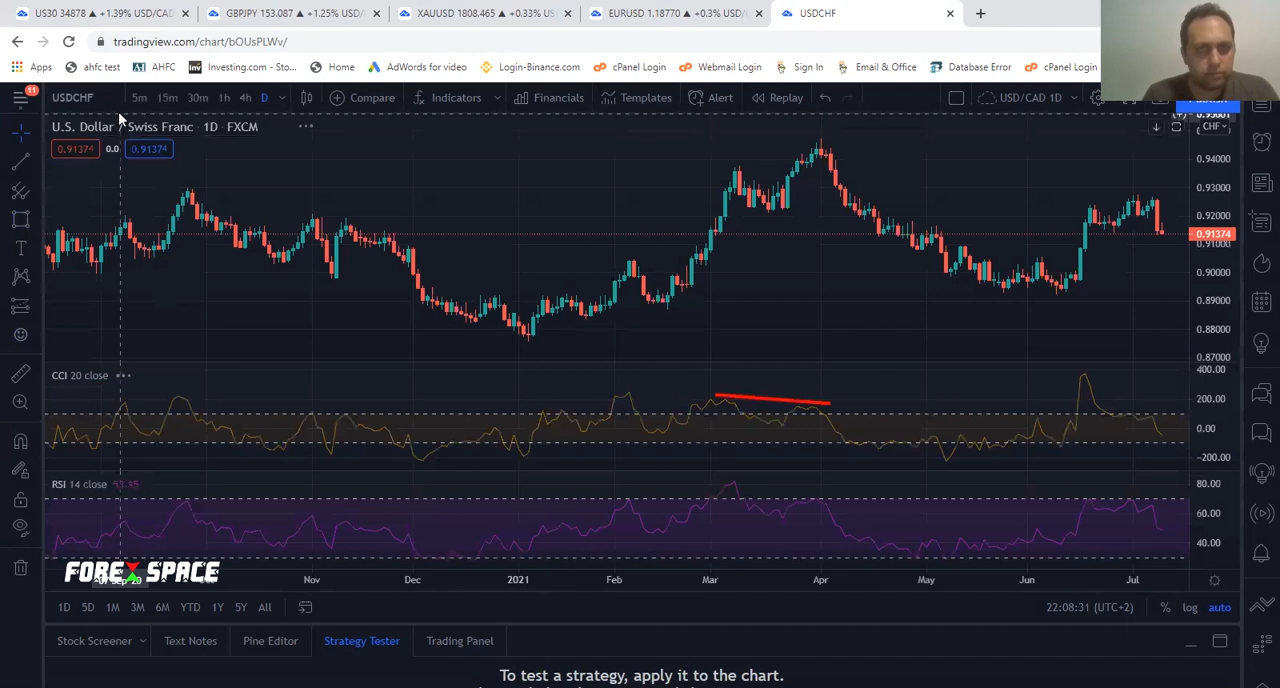 US30 34878 ▲ +1.39% USD/CAD
GBPJPY 153.087 ▲ +1.25% USD/
XAUUSD 1808.465 ▲ +0.33% US
EURUSD 1.18770 ▲ +0.3% USD/
USDCHF
tradingview.com/chart/bOUsPLWv/
Apps ahfc test AHFC Investing.com - Sto... Home AdWords for video Login-Binance.com cPanel Login Webmail Login Sign In Email & Office Database Error cPanel Login
11
USDCHF 5m 15m 30m 1h 4h D Compare Indicators Financials Templates Alert Replay USD/CAD 1D
U.S. Dollar / Swiss Franc · 1D · FXCM
CHF
0.91374 0.0 0.91374
0.94000
0.93000
0.92000
0.91374
0.91000
0.90000
0.89000
0.88000
0.87000
CCI 20 close
400.00
200.00
0.00
-200.00
RSI 14 close
80.00
60.00
40.00
FOREX SPACE
Nov Dec 2021 Feb Mar Apr May Jun Jul
1D 5D 1M 3M 6M YTD 1Y 5Y All
22:08:31 (UTC+2) % log auto
Stock Screener Text Notes Pine Editor Strategy Tester Trading Panel
To test a strategy, apply it to the chart.